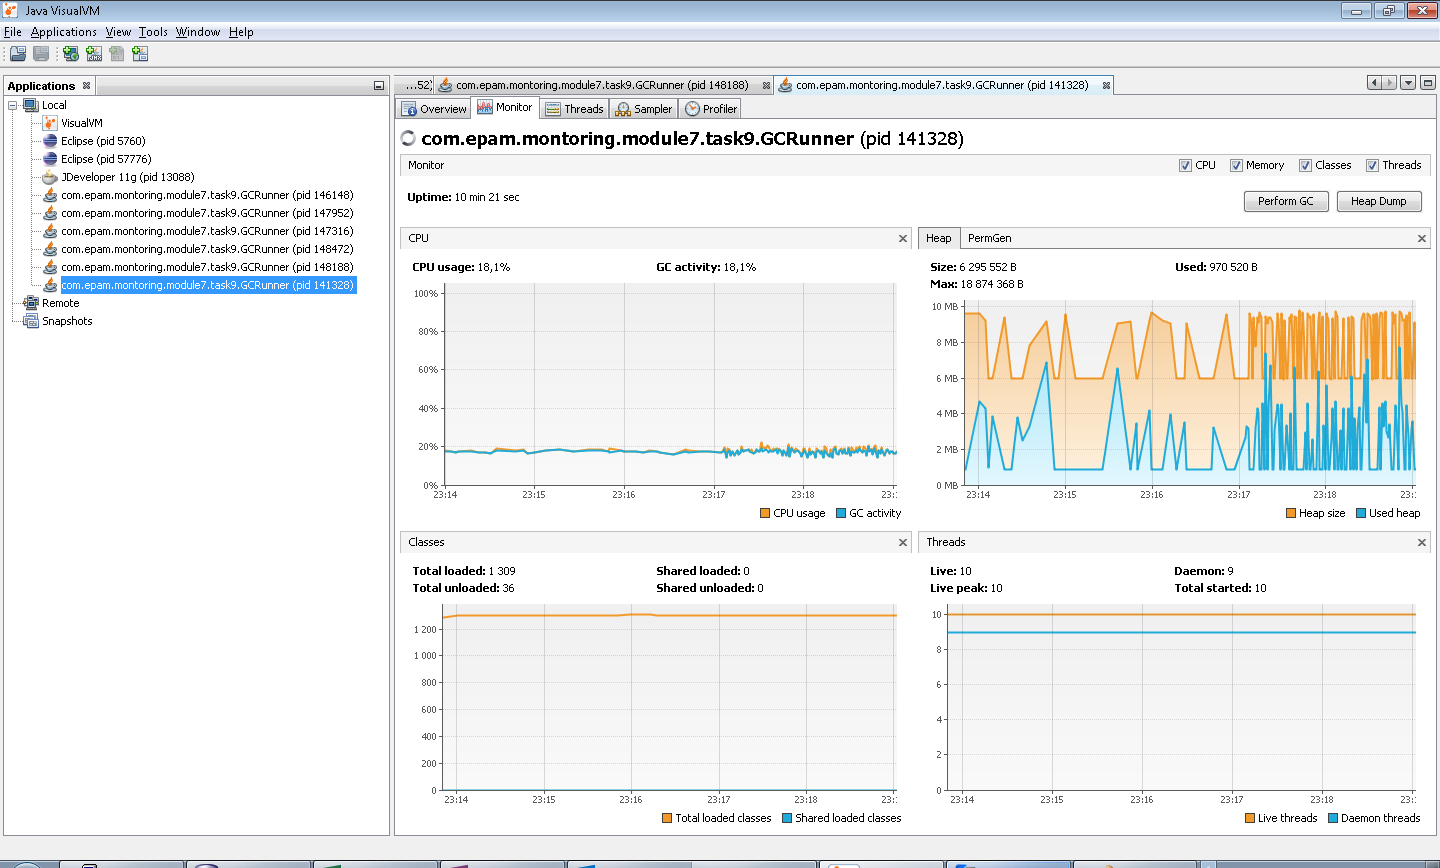 Java VisualVM
File Applications View Tools Window Help
Applications
Local
VisualVM
Eclipse (pid 5760)
Eclipse (pid 57776)
JDeveloper 11g (pid 13088)
com.epam.montoring.module7.task9.GCRunner (pid 146148)
com.epam.montoring.module7.task9.GCRunner (pid 147952)
com.epam.montoring.module7.task9.GCRunner (pid 147316)
com.epam.montoring.module7.task9.GCRunner (pid 148472)
com.epam.montoring.module7.task9.GCRunner (pid 148188)
com.epam.montoring.module7.task9.GCRunner (pid 141328)
Remote
Snapshots
...52) com.epam.montoring.module7.task9.GCRunner (pid 148188) com.epam.montoring.module7.task9.GCRunner (pid 141328)
Overview Monitor Threads Sampler Profiler
com.epam.montoring.module7.task9.GCRunner (pid 141328)
Monitor CPU Memory Classes Threads
Uptime: 10 min 21 sec Perform GC Heap Dump
CPU
CPU usage: 18,1% GC activity: 18,1%
100%
80%
60%
40%
20%
0%
23:14 23:15 23:16 23:17 23:18 23:1
CPU usage GC activity
Heap PermGen
Size: 6 295 552 B Used: 970 520 B
Max: 18 874 368 B
10 MB
8 MB
6 MB
4 MB
2 MB
0 MB
23:14 23:15 23:16 23:17 23:18 23:1
Heap size Used heap
Classes
Total loaded: 1 309 Shared loaded: 0
Total unloaded: 36 Shared unloaded: 0
1 200
1 000
800
600
400
200
0
23:14 23:15 23:16 23:17 23:18 23:1
Total loaded classes Shared loaded classes
Threads
Live: 10 Daemon: 9
Live peak: 10 Total started: 10
10
8
6
4
2
0
23:14 23:15 23:16 23:17 23:18 23:1
Live threads Daemon threads